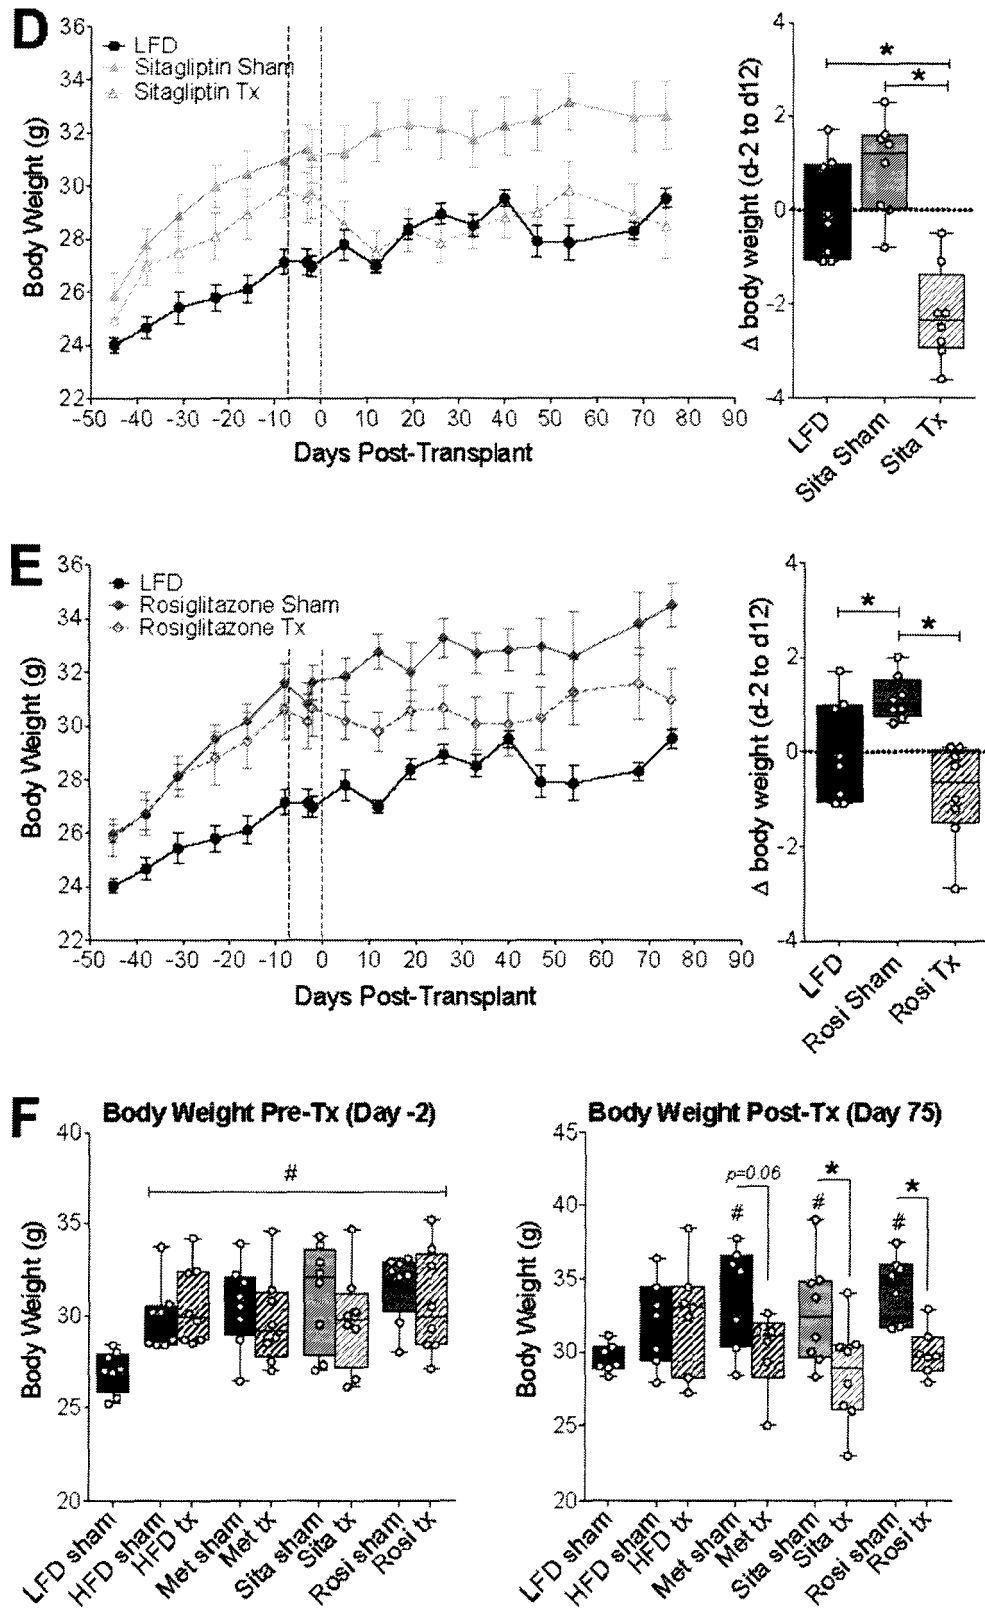 D
36
34
32
30
28
26
24
22
Body Weight (g)
LFD
Sitagliptin Sham
Sitagliptin Tx
-50 -40 -30 -20 -10 0 10 20 30 40 50 60 70 80 90
Days Post-Transplant
4
2
0
-2
-4
Δ body weight (d-2 to d12)
*
*
LFD
Sita Sham
Sita Tx
E
36
34
32
30
28
26
24
22
Body Weight (g)
LFD
Rosiglitazone Sham
Rosiglitazone Tx
-50 -40 -30 -20 -10 0 10 20 30 40 50 60 70 80 90
Days Post-Transplant
4
2
0
-2
-4
Δ body weight (d-2 to d12)
*
*
LFD
Rosi Sham
Rosi Tx
F
Body Weight Pre-Tx (Day -2)
40
35
30
25
20
Body Weight (g)
#
LFD sham
HFD sham
HFD tx
Met sham
Met tx
Sita sham
Sita tx
Rosi sham
Rosi tx
Body Weight Post-Tx (Day 75)
45
40
35
30
25
20
Body Weight (g)
p=0.06
*
*
#
#
#
LFD sham
HFD sham
HFD tx
Met sham
Met tx
Sita sham
Sita tx
Rosi sham
Rosi tx